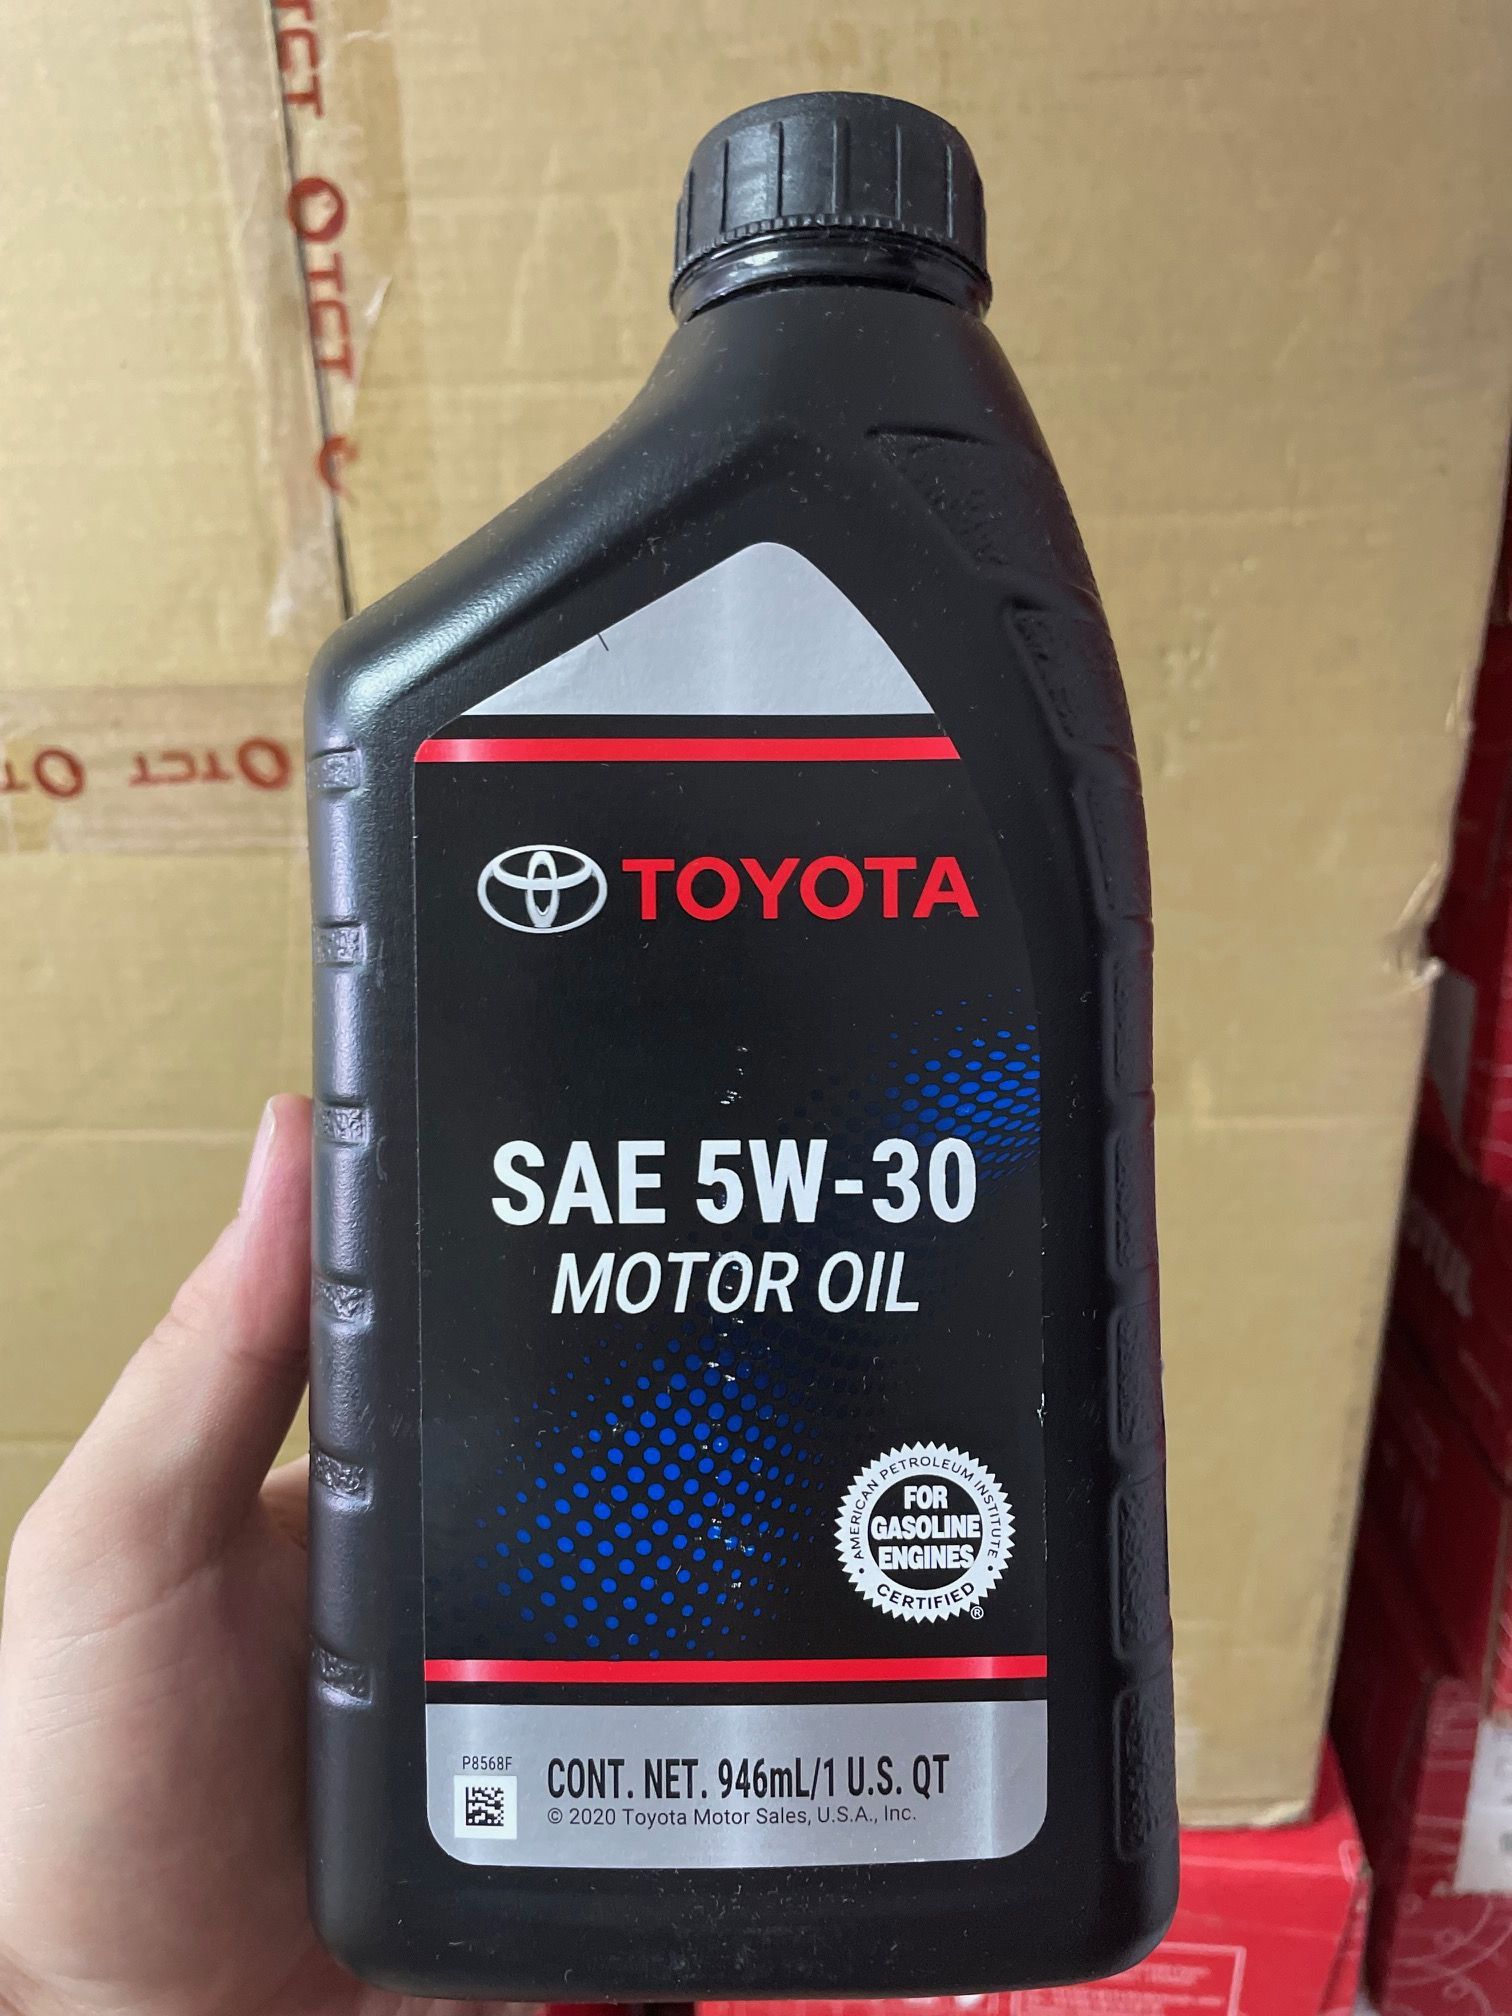 TOYOTA
SAE 5W-30
MOTOR OIL
AMERICAN PETROLEUM INSTITUTE
FOR
GASOLINE
ENGINES
CERTIFIED
®
P8568F
CONT. NET. 946mL/1 U.S. QT
© 2020 Toyota Motor Sales, U.S.A., Inc.